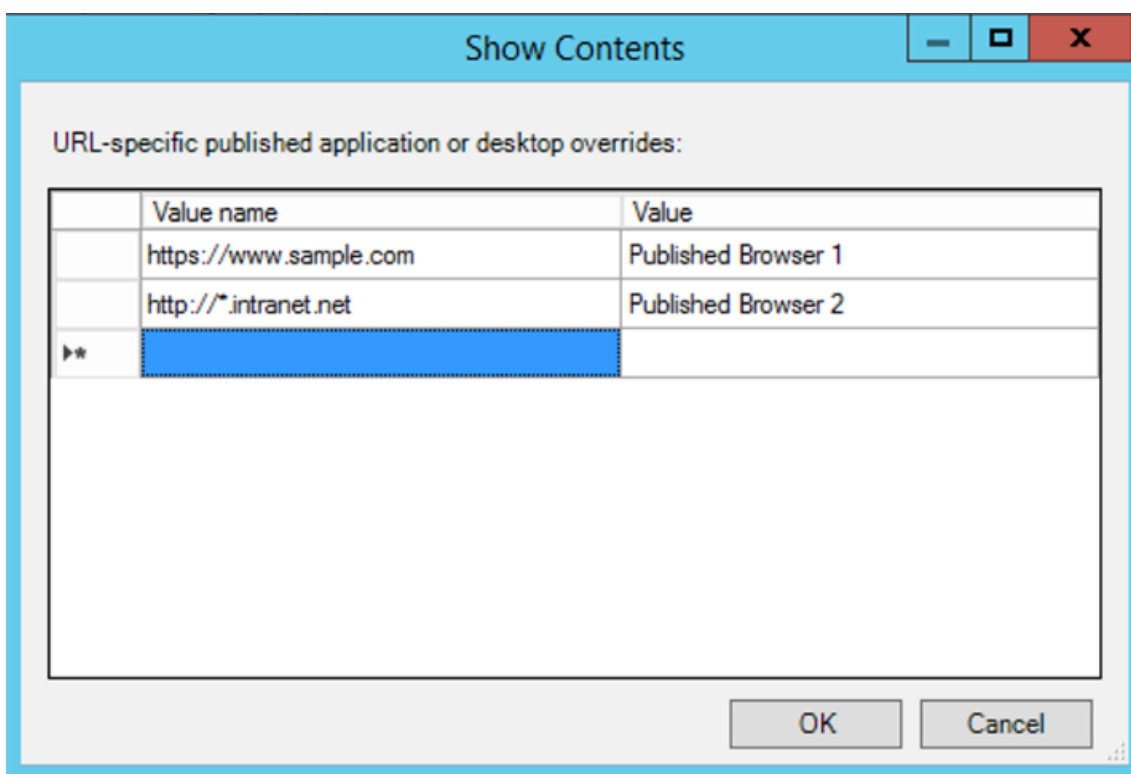 Show Contents
URL-specific published application or desktop overrides:
Value name Value
https://www.sample.com Published Browser 1
http://*.intranet.net Published Browser 2
OK Cancel